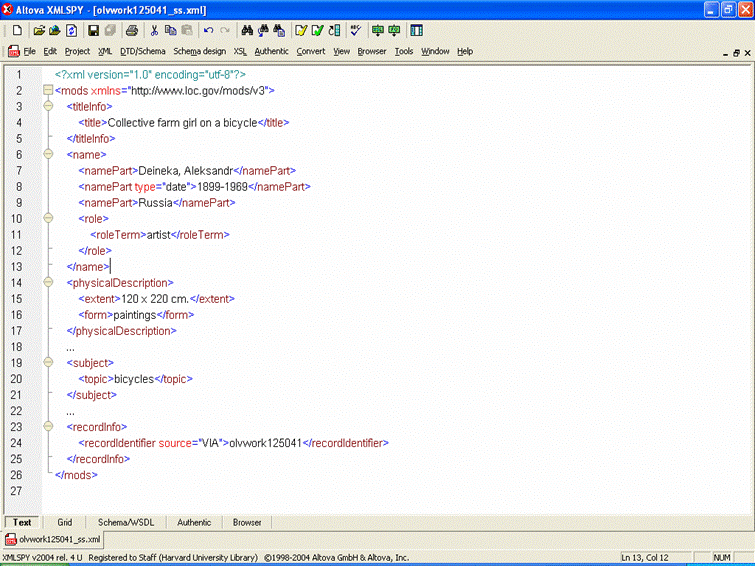 Altova XMLSPY - [olvwork125041_ss.xml]
File Edit Project XML DTD/Schema Schema design XSL Authentic Convert View Browser Tools Window Help
1 <?xml version="1.0" encoding="utf-8"?>
2 <mods xmlns="http://www.loc.gov/mods/v3">
3 <titleInfo>
4 <title>Collective farm girl on a bicycle</title>
5 </titleInfo>
6 <name>
7 <namePart>Deineka, Aleksandr</namePart>
8 <namePart type="date">1899-1969</namePart>
9 <namePart>Russia</namePart>
10 <role>
11 <roleTerm>artist</roleTerm>
12 </role>
13 </name>
14 <physicalDescription>
15 <extent>120 x 220 cm.</extent>
16 <form>paintings</form>
17 </physicalDescription>
18 ...
19 <subject>
20 <topic>bicycles</topic>
21 </subject>
22 ...
23 <recordInfo>
24 <recordIdentifier source="VIA">olvwork125041</recordIdentifier>
25 </recordInfo>
26 </mods>
27
Text Grid Schema/WSDL Authentic Browser
olvwork125041_ss.xml
XMLSPY v2004 rel. 4 U Registered to Staff (Harvard University Library) ©1998-2004 Altova GmbH & Altova, Inc. Ln 13, Col 12 NUM